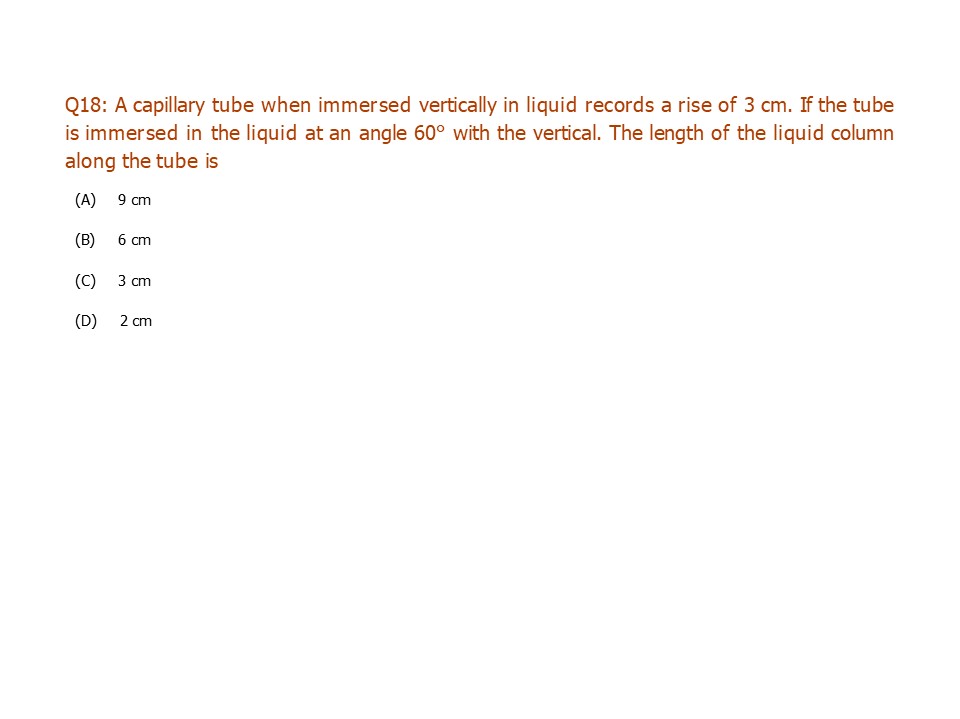 Q18: A capillary tube when immersed vertically in liquid records a rise of 3 cm. If the tube
is immersed in the liquid at an angle 60° with the vertical. The length of the liquid column
along the tube is
(A) 9 cm
(B) 6 cm
(C) 3 cm
(D) 2 cm